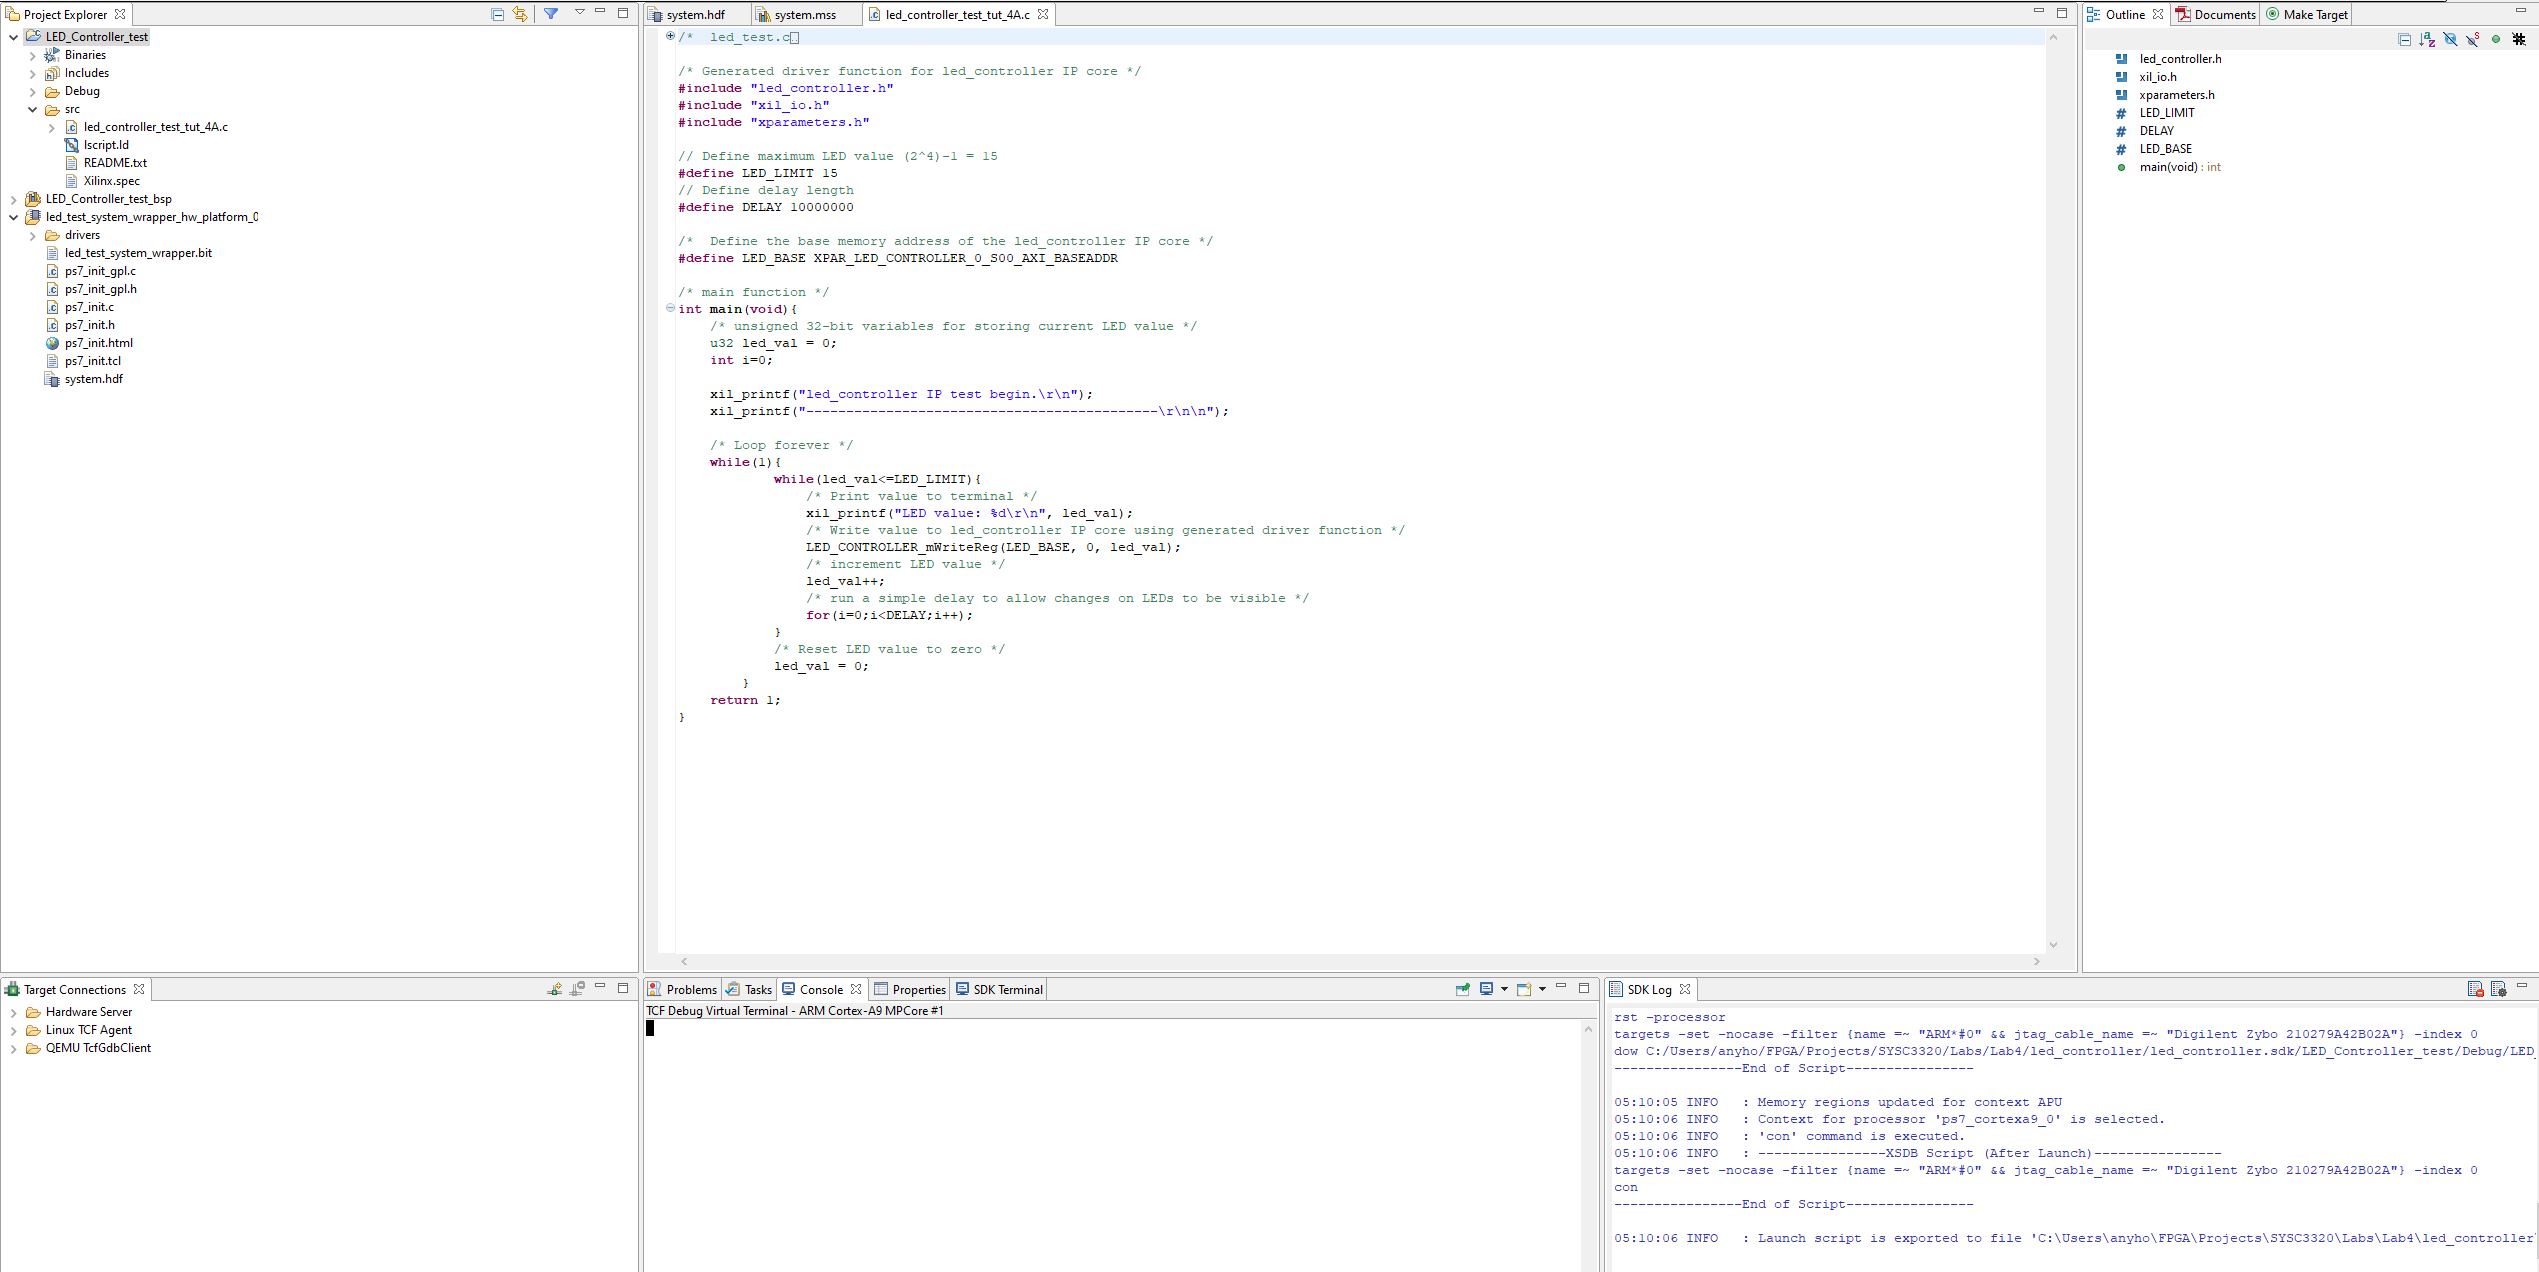 Project Explorer
LED_Controller_test
Binaries
Includes
Debug
src
led_controller_test_tut_4A.c
lscript.ld
README.txt
Xilinx.spec
LED_Controller_test_bsp
led_test_system_wrapper_hw_platform_0
drivers
led_test_system_wrapper.bit
ps7_init_gpl.c
ps7_init_gpl.h
ps7_init.c
ps7_init.h
ps7_init.html
ps7_init.tcl
system.hdf
system.hdf system.mss led_controller_test_tut_4A.c
/*  led_test.c
/* Generated driver function for led_controller IP core */
#include "led_controller.h"
#include "xil_io.h"
#include "xparameters.h"
// Define maximum LED value (2^4)-1 = 15
#define LED_LIMIT 15
// Define delay length
#define DELAY 10000000
/*  Define the base memory address of the led_controller IP core */
#define LED_BASE XPAR_LED_CONTROLLER_0_S00_AXI_BASEADDR
/* main function */
int main(void){
/* unsigned 32-bit variables for storing current LED value */
u32 led_val = 0;
int i=0;
xil_printf("led_controller IP test begin.\r\n");
xil_printf("--------------------------------------------\r\n\n");
/* Loop forever */
while(1){
while(led_val<=LED_LIMIT){
/* Print value to terminal */
xil_printf("LED value: %d\r\n", led_val);
/* Write value to led_controller IP core using generated driver function */
LED_CONTROLLER_mWriteReg(LED_BASE, 0, led_val);
/* increment LED value */
led_val++;
/* run a simple delay to allow changes on LEDs to be visible */
for(i=0;i<DELAY;i++);
}
/* Reset LED value to zero */
led_val = 0;
}
return 1;
}
Outline Documents Make Target
led_controller.h
xil_io.h
xparameters.h
LED_LIMIT
DELAY
LED_BASE
main(void) : int
Target Connections
Hardware Server
Linux TCF Agent
QEMU TcfGdbClient
Problems Tasks Console Properties SDK Terminal
TCF Debug Virtual Terminal - ARM Cortex-A9 MPCore #1
SDK Log
rst -processor
targets -set -nocase -filter {name =~ "ARM*#0" && jtag_cable_name =~ "Digilent Zybo 210279A42B02A"} -index 0
dow C:/Users/anyho/FPGA/Projects/SYSC3320/Labs/Lab4/led_controller/led_controller.sdk/LED_Controller_test/Debug/LED_
----------------End of Script----------------
05:10:05 INFO : Memory regions updated for context APU
05:10:06 INFO : Context for processor 'ps7_cortexa9_0' is selected.
05:10:06 INFO : 'con' command is executed.
05:10:06 INFO : ----------------XSDB Script (After Launch)----------------
targets -set -nocase -filter {name =~ "ARM*#0" && jtag_cable_name =~ "Digilent Zybo 210279A42B02A"} -index 0
con
----------------End of Script----------------
05:10:06 INFO : Launch script is exported to file 'C:\Users\anyho\FPGA\Projects\SYSC3320\Labs\Lab4\led_controller